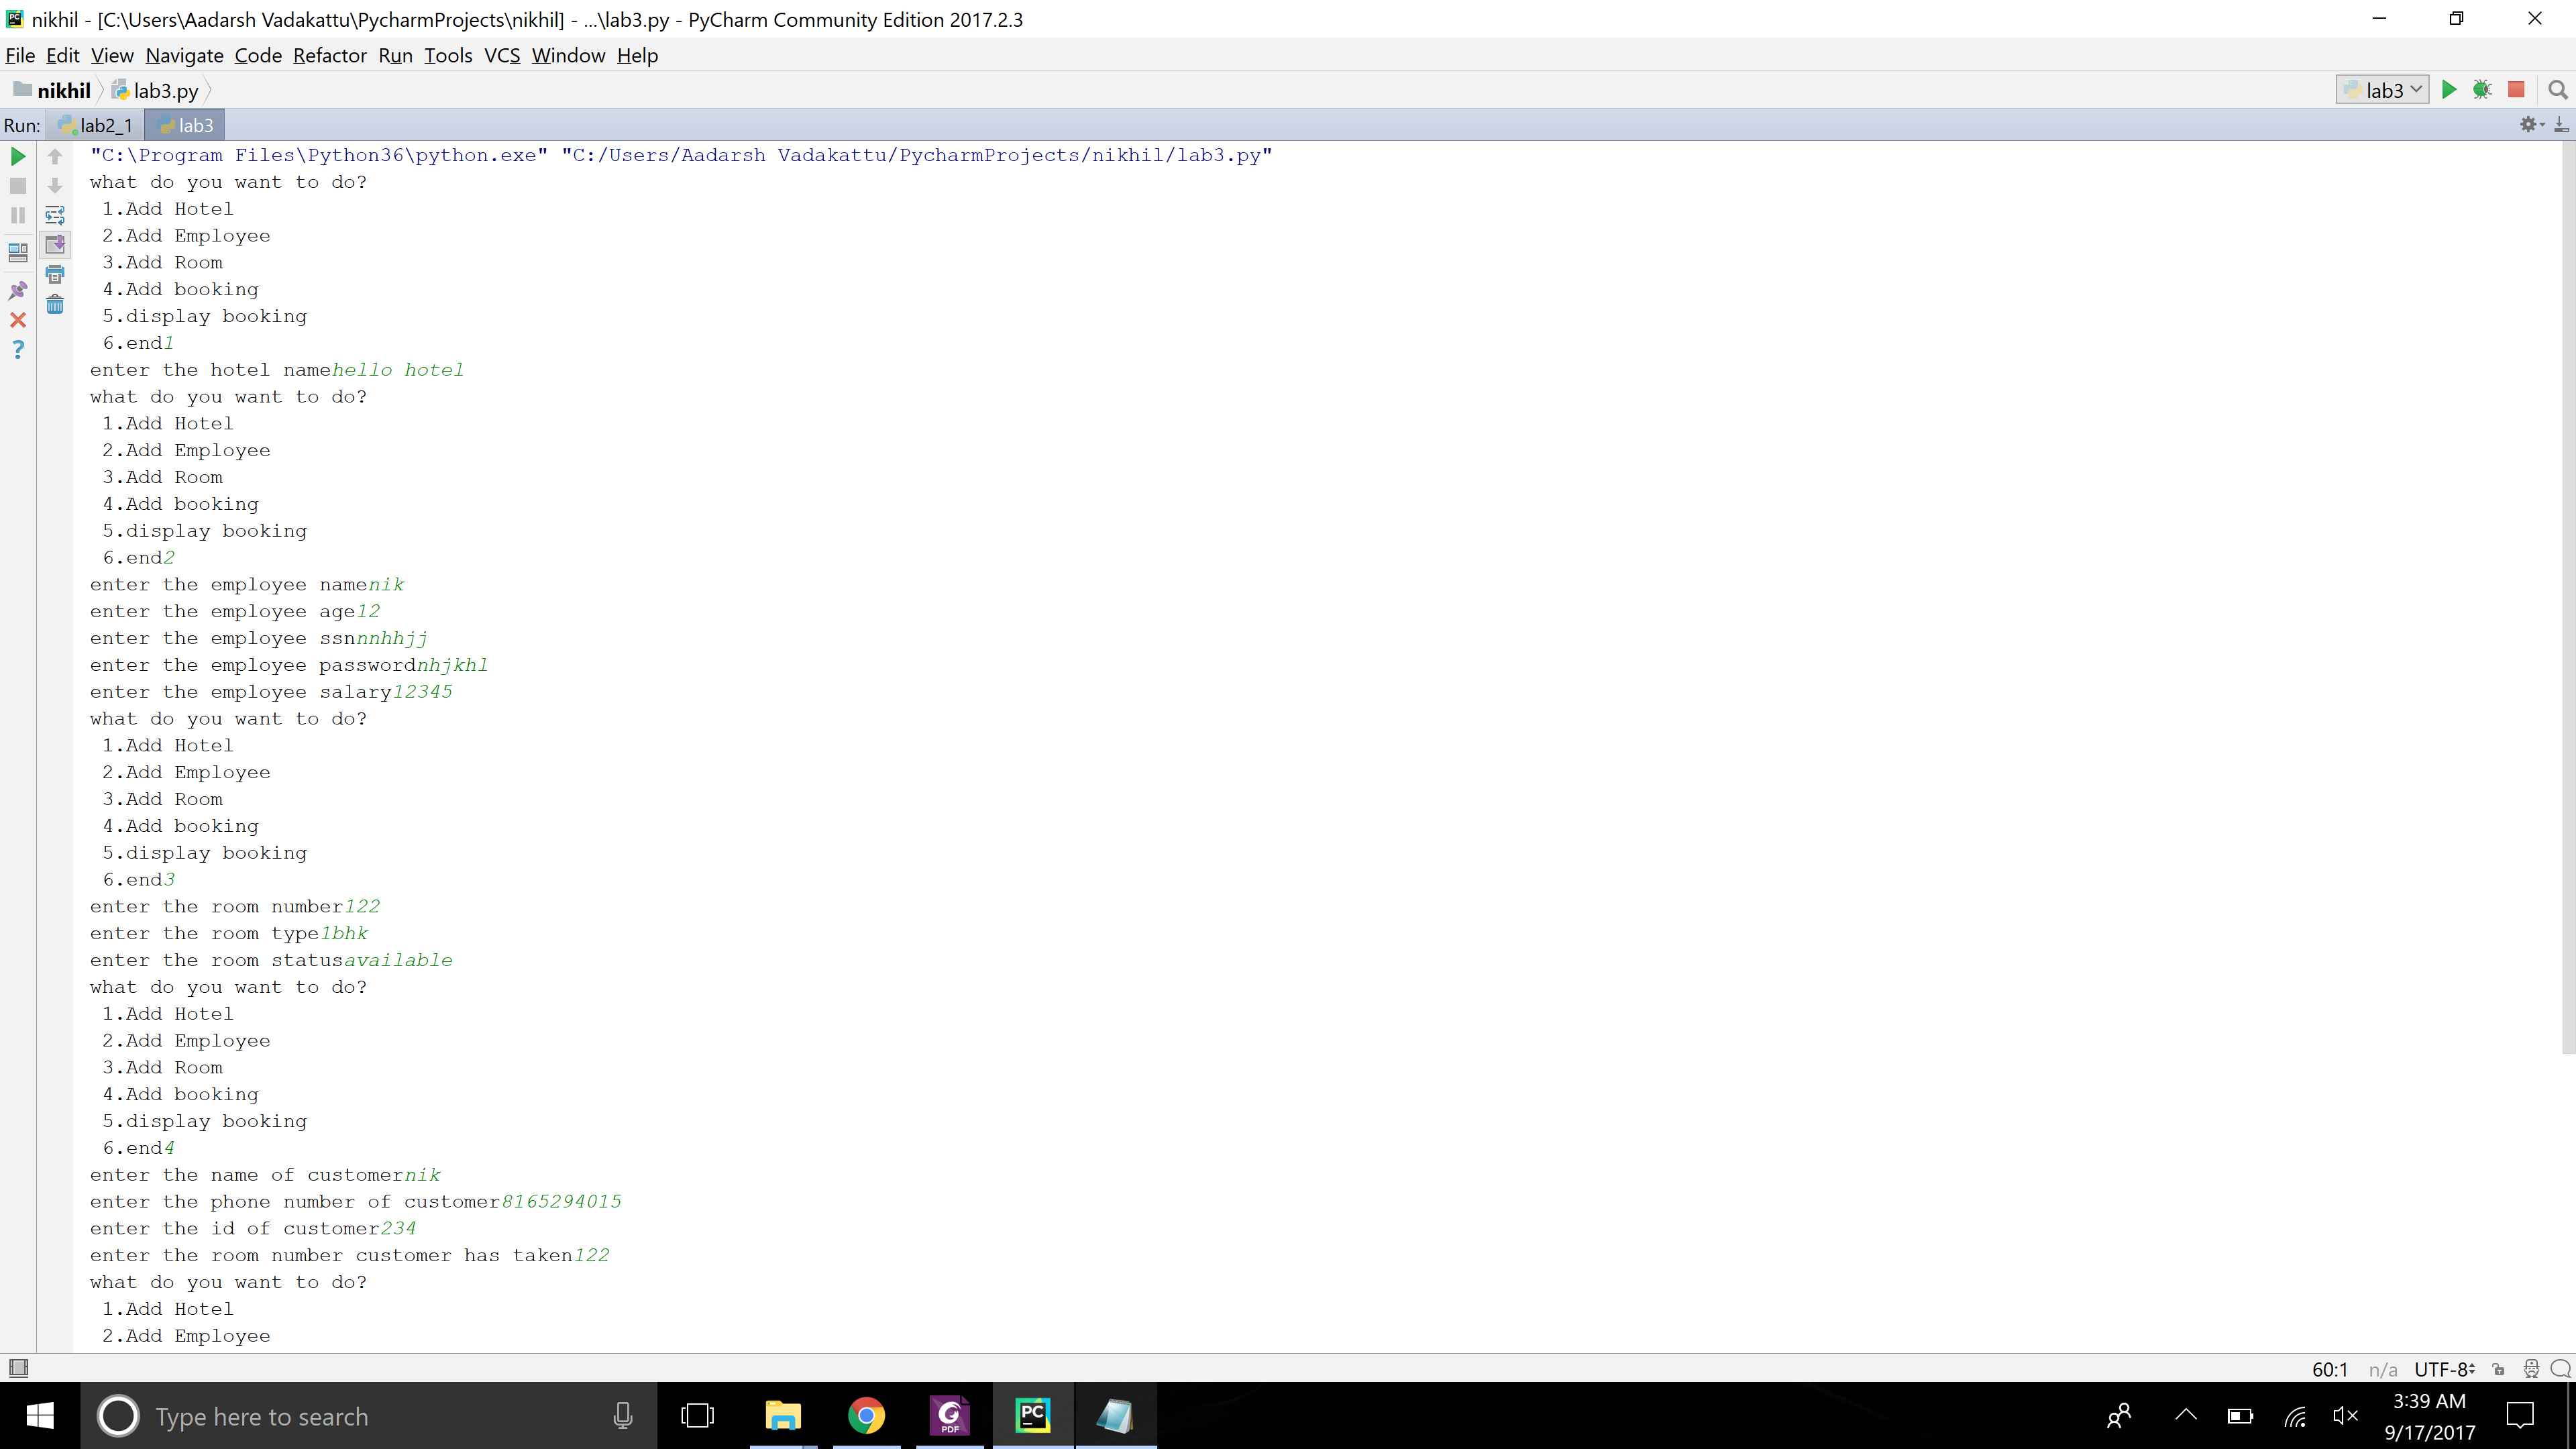 nikhil - [C:\Users\Aadarsh Vadakattu\PycharmProjects\nikhil] - ...\lab3.py - PyCharm Community Edition 2017.2.3
File Edit View Navigate Code Refactor Run Tools VCS Window Help
nikhil lab3.py lab3
Run: lab2_1 lab3
"C:\Program Files\Python36\python.exe" "C:/Users/Aadarsh Vadakattu/PycharmProjects/nikhil/lab3.py"
what do you want to do?
1.Add Hotel
2.Add Employee
3.Add Room
4.Add booking
5.display booking
6.end1
enter the hotel namehello hotel
what do you want to do?
1.Add Hotel
2.Add Employee
3.Add Room
4.Add booking
5.display booking
6.end2
enter the employee namenik
enter the employee age12
enter the employee ssnnnhhjj
enter the employee passwordnhjkhl
enter the employee salary12345
what do you want to do?
1.Add Hotel
2.Add Employee
3.Add Room
4.Add booking
5.display booking
6.end3
enter the room number122
enter the room type1bhk
enter the room statusavailable
what do you want to do?
1.Add Hotel
2.Add Employee
3.Add Room
4.Add booking
5.display booking
6.end4
enter the name of customernik
enter the phone number of customer8165294015
enter the id of customer234
enter the room number customer has taken122
what do you want to do?
1.Add Hotel
2.Add Employee
60:1 n/a UTF-8
Type here to search
PDF
PC
3:39 AM
9/17/2017